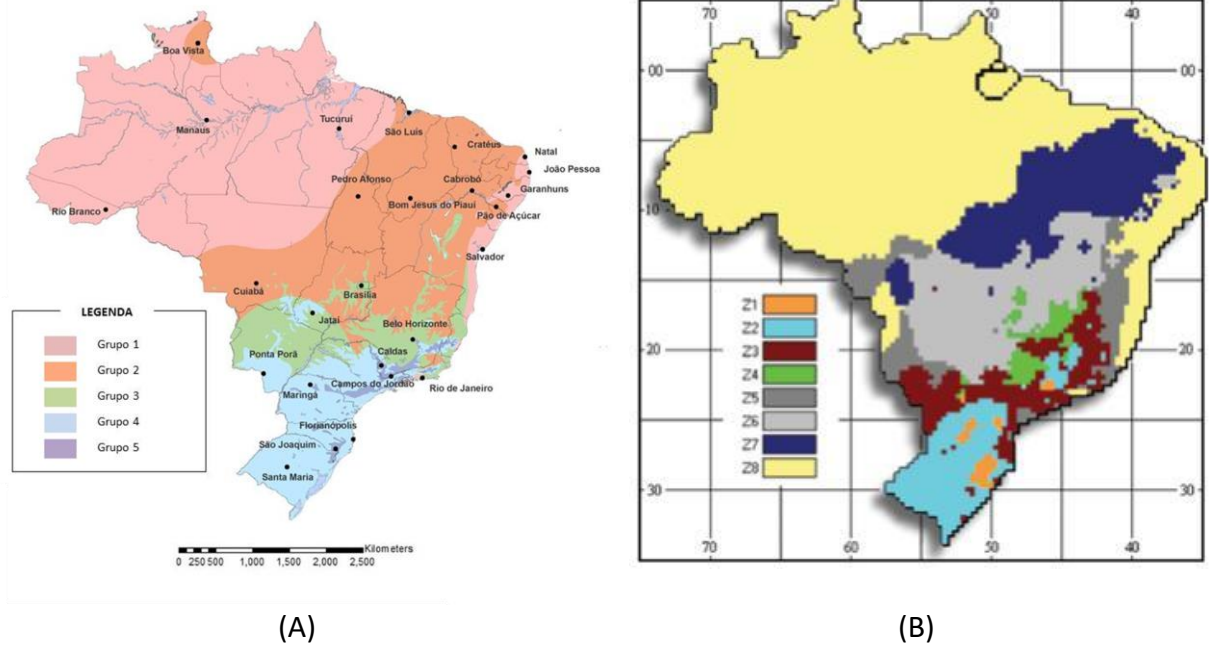 Boa Vista
Manaus
Tucuruí
São Luís
Cratéus
Natal
João Pessoa
Pedro Afonso
Cabrobó
Garanhuns
Bom Jesus do Piauí
Pão de Açúcar
Rio Branco
Salvador
Cuiabá
Brasília
Jataí
Belo Horizonte
Ponta Porã
Caldas
Campos do Jordão
Rio de Janeiro
Maringá
Florianópolis
São Joaquim
Santa Maria
LEGENDA
Grupo 1
Grupo 2
Grupo 3
Grupo 4
Grupo 5
Kilometers
0 250 500 1,000 1,500 2,000 2,500
(A)
70 50 40
00 00
10
20 20
30 30
70 60 50 40
Z1
Z2
Z3
Z4
Z5
Z6
Z7
Z8
(B)